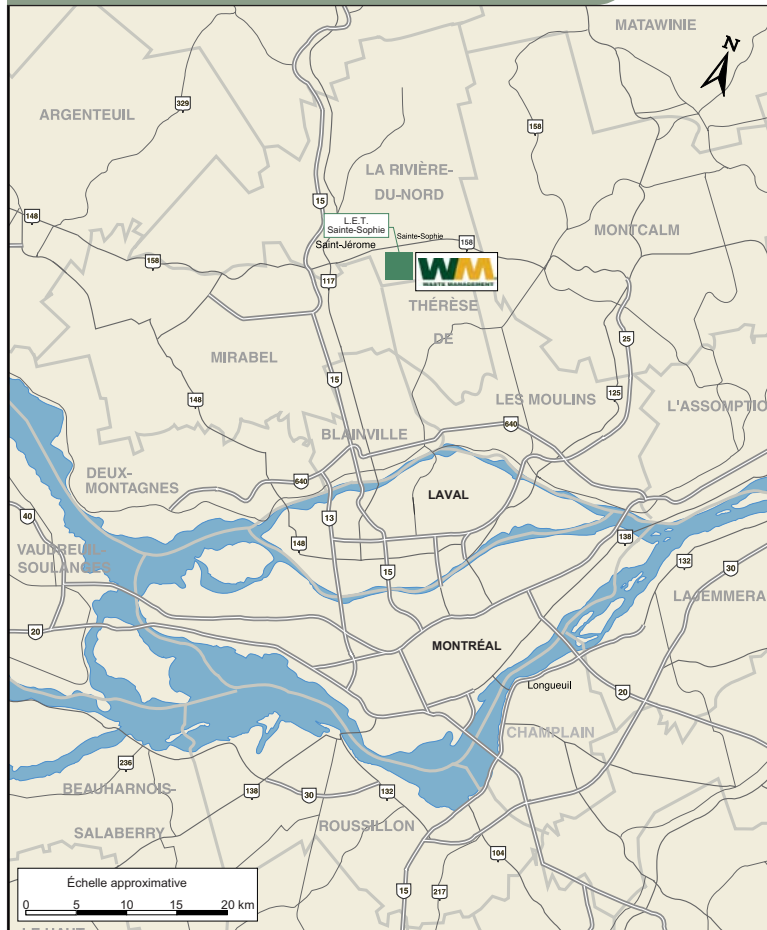 MATAWINIE
N
329
ARGENTEUIL
158
LA RIVIÈRE-
DU-NORD
15
148
L.E.T.
Sainte-Sophie
Sainte-Sophie
Saint-Jérome
158
MONTCALM
158
117
WM
WASTE MANAGEMENT
THÉRÈSE
DE
25
MIRABEL
15
125
148
LES MOULINS
L'ASSOMPTIO
640
BLAINVILLE
DEUX-
MONTAGNES
640
LAVAL
40
13
148
138
VAUDREUIL-
SOULANGES
15
132
30
LAJEMMERA
20
MONTRÉAL
Longueuil
20
CHAMPLAIN
236
BEAUHARNOIS-
SALABERRY
138
30
132
ROUSSILLON
104
15
217
Échelle approximative
0 5 10 15 20 km